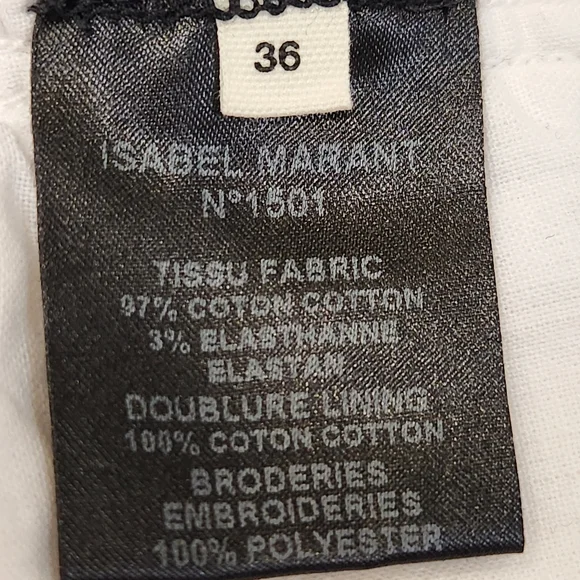 36
ISABEL MARANT
N°1501
TISSU FABRIC
97% COTON COTTON
3% ELASTHANNE
ELASTAN
DOUBLURE LINING
100% COTON COTTON
BRODERIES
EMBROIDERIES
100% POLYESTER